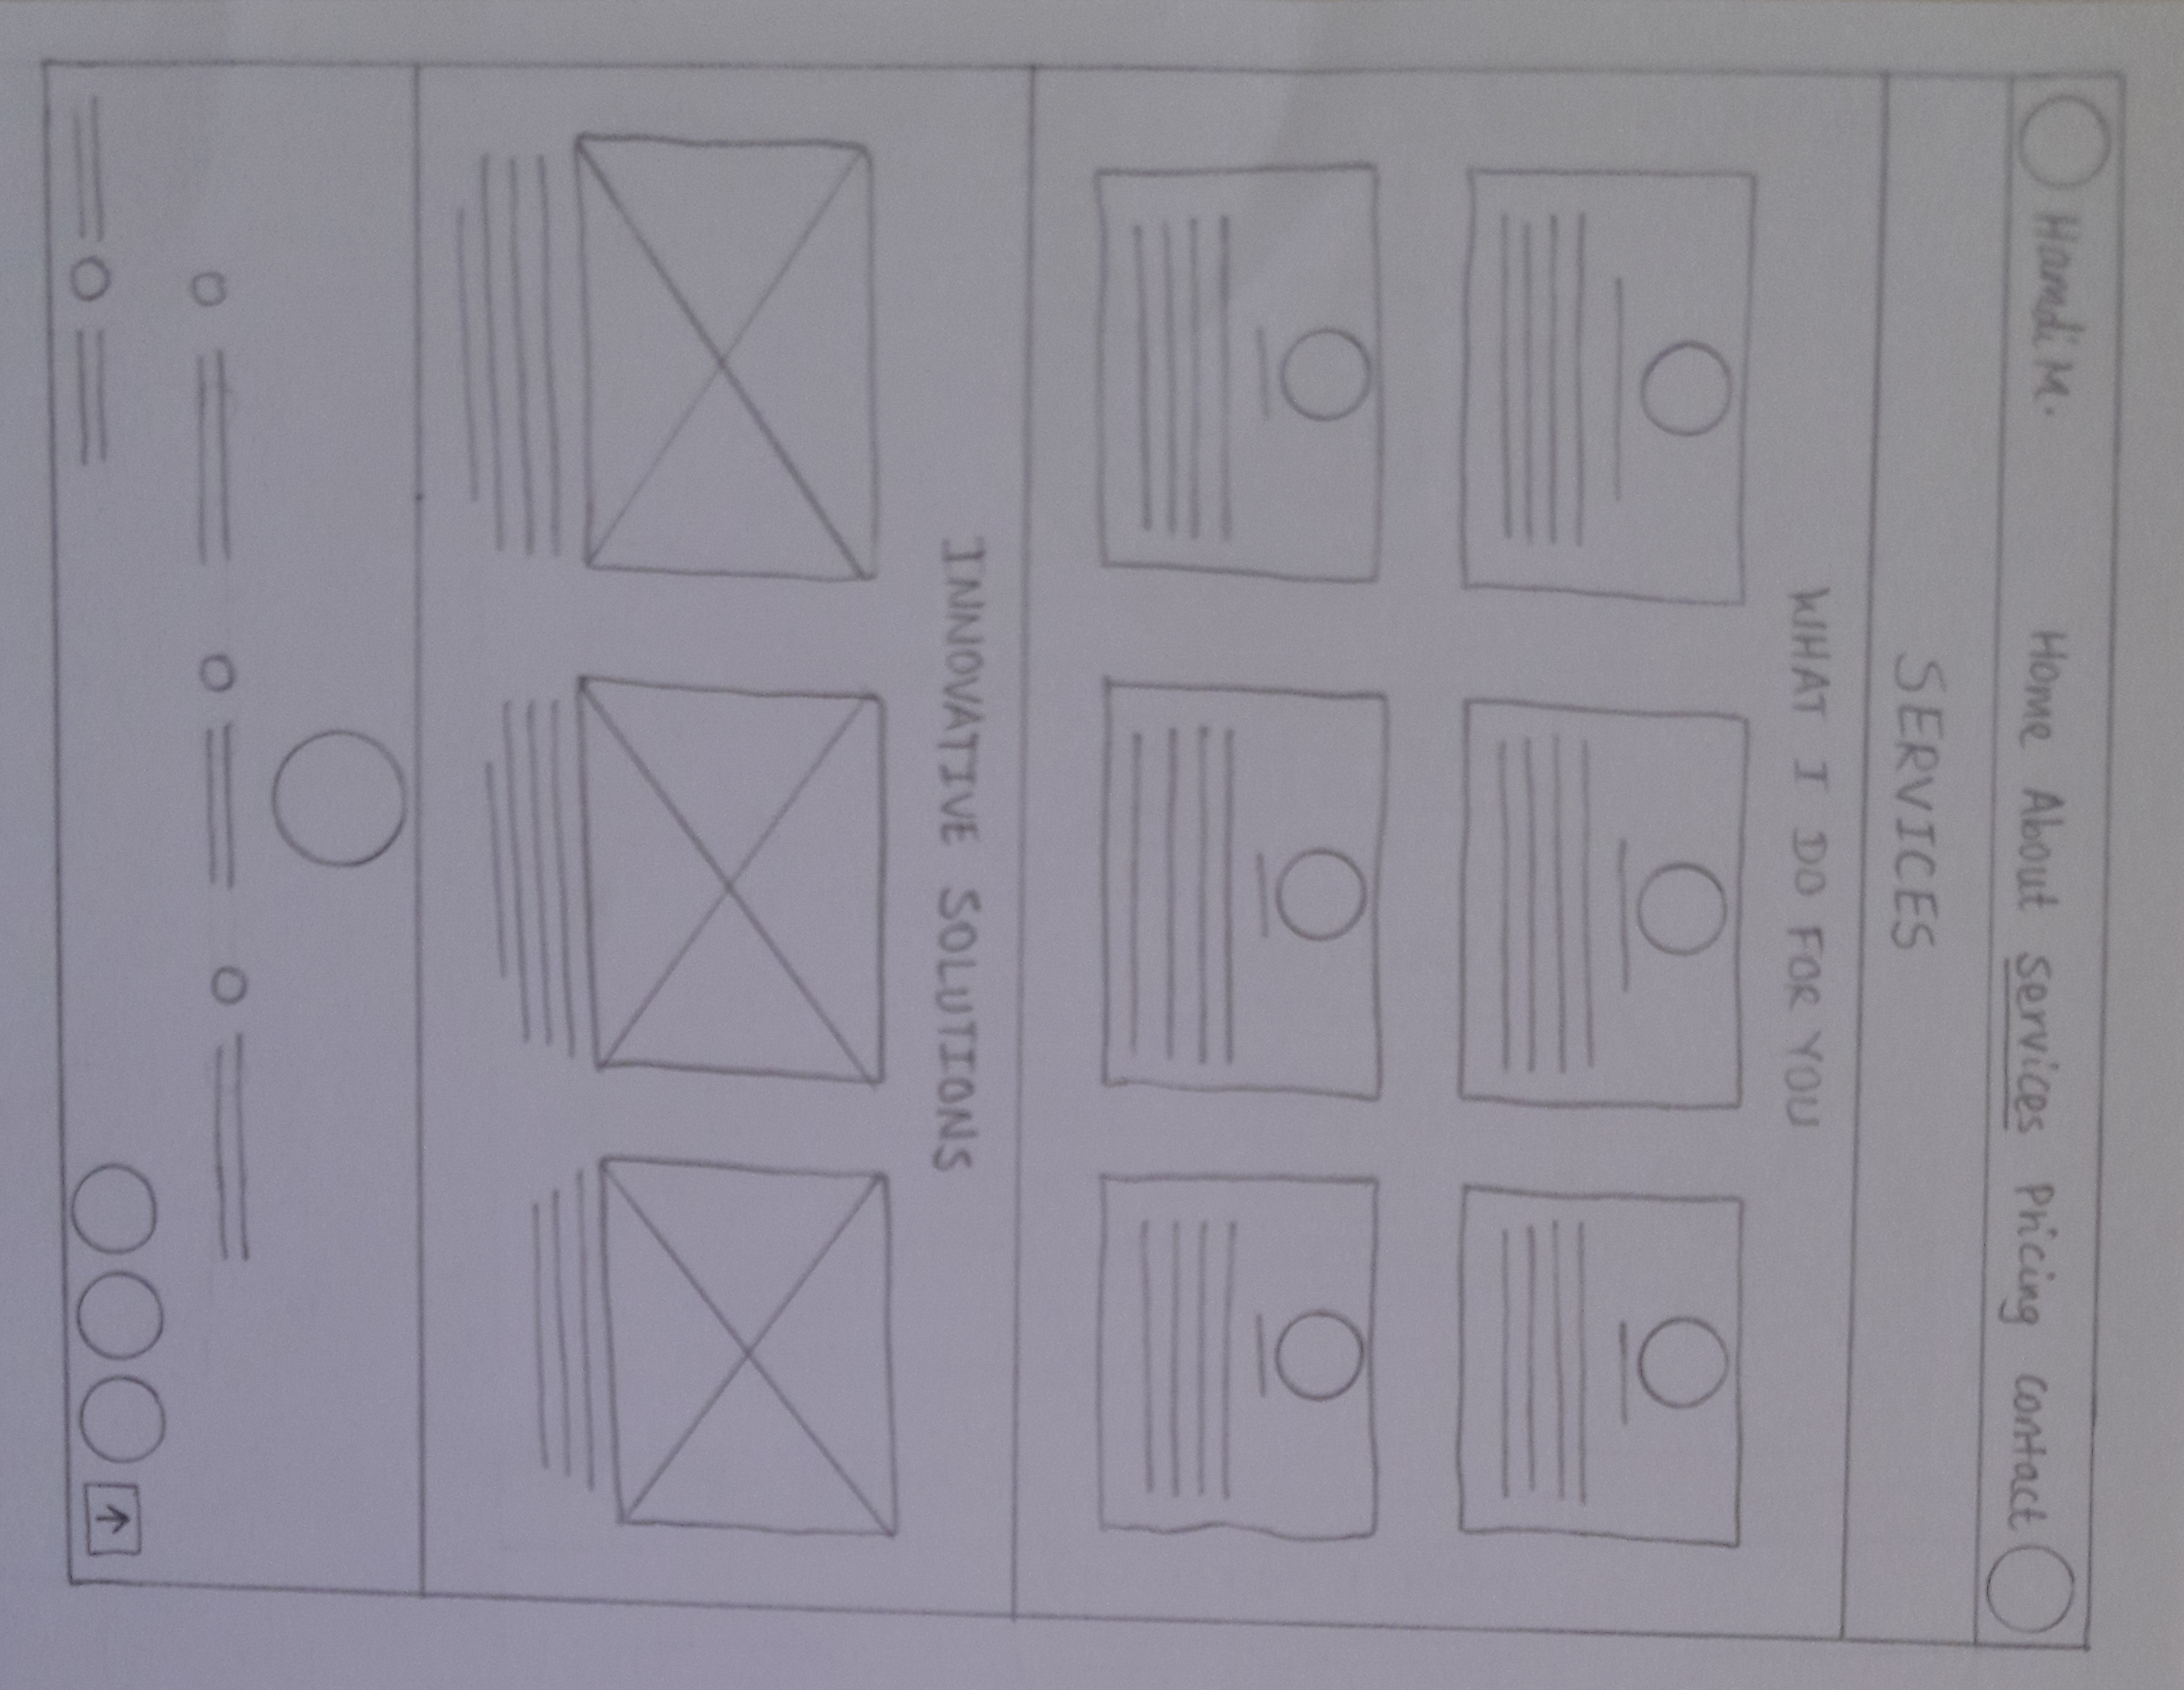 Hamdi M. Home About Services Pricing Contact
SERVICES
WHAT I DO FOR YOU
INNOVATIVE SOLUTIONS